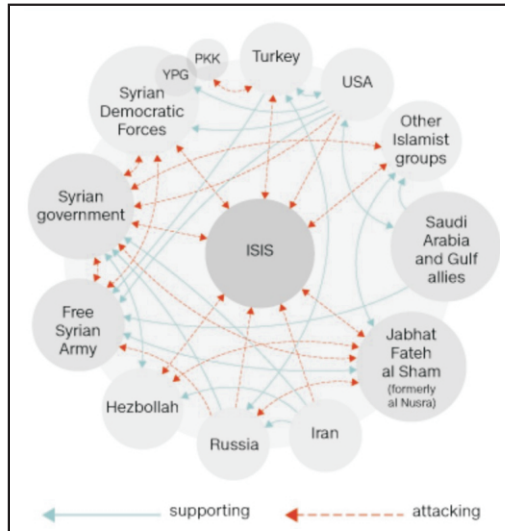 PKK
Turkey
YPG
USA
Syrian
Democratic
Forces
Other
Islamist
groups
Syrian
government
ISIS
Saudi
Arabia
and Gulf
allies
Free
Syrian
Army
Jabhat
Fateh
al Sham
(formerly
al Nusra)
Hezbollah
Russia
Iran
supporting
attacking